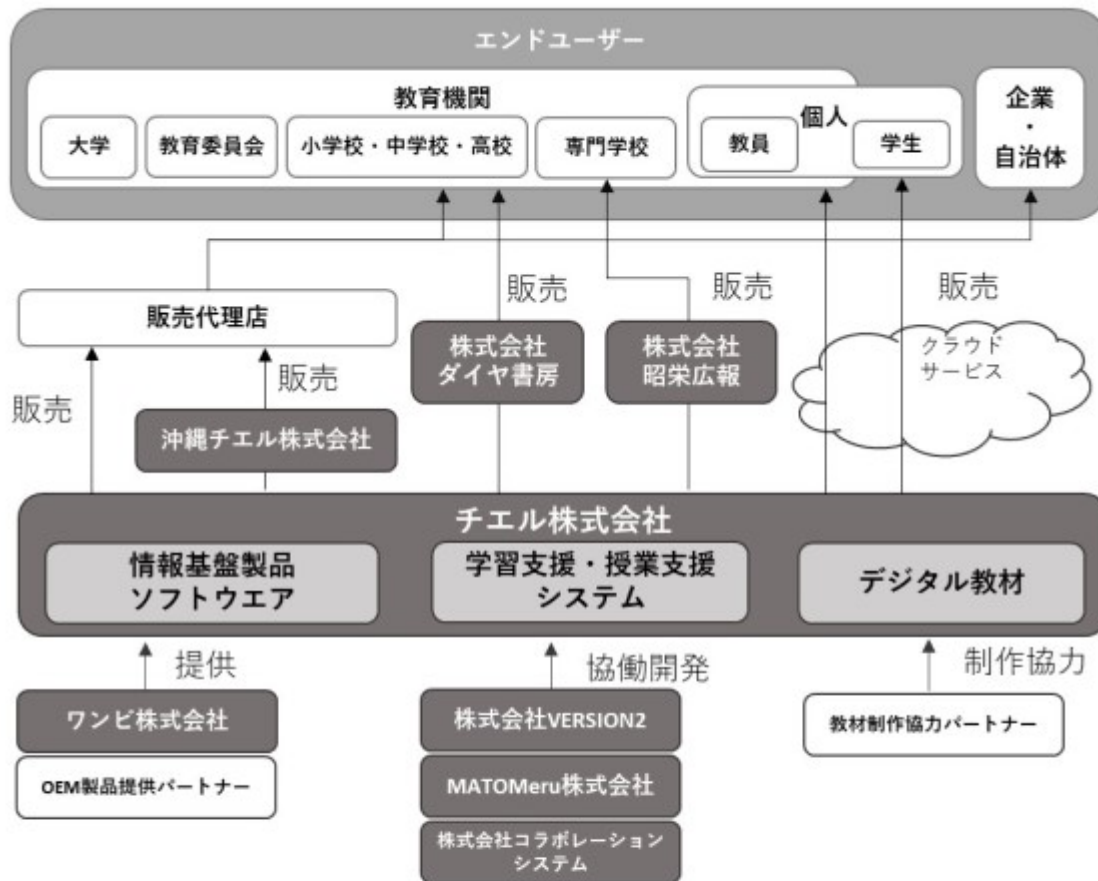 エンドユーザー
教育機関
個人
企業
・
自治体
大学
教育委員会
小学校・中学校・高校
専門学校
教員
学生
販売
販売
販売
販売代理店
株式会社
ダイヤ書房
株式会社
昭栄広報
クラウド
サービス
販売
販売
沖縄チエル株式会社
チエル株式会社
情報基盤製品
ソフトウエア
学習支援・授業支援
システム
デジタル教材
提供
協働開発
制作協力
ワンビ株式会社
OEM製品提供パートナー
株式会社VERSION2
MATOMeru株式会社
株式会社コラボレーション
システム
教材制作協力パートナー